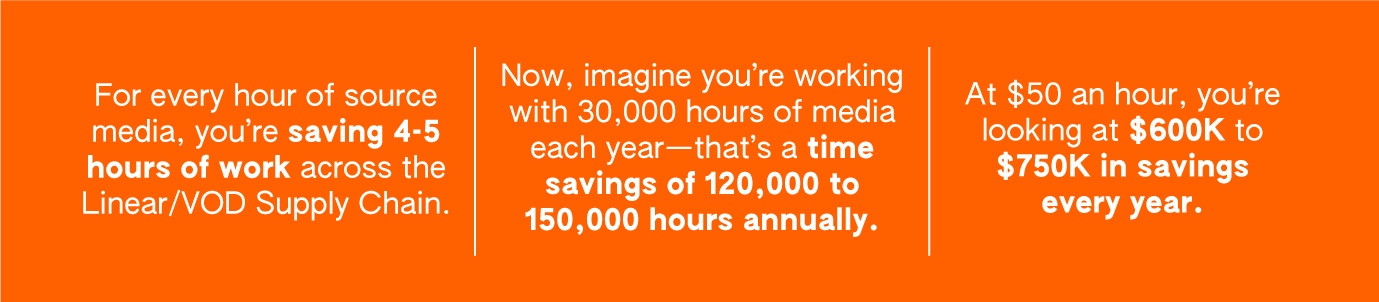 For every hour of source
media, you’re saving 4-5
hours of work across the
Linear/VOD Supply Chain.
Now, imagine you’re working
with 30,000 hours of media
each year—that’s a time
savings of 120,000 to
150,000 hours annually.
At $50 an hour, you’re
looking at $600K to
$750K in savings
every year.